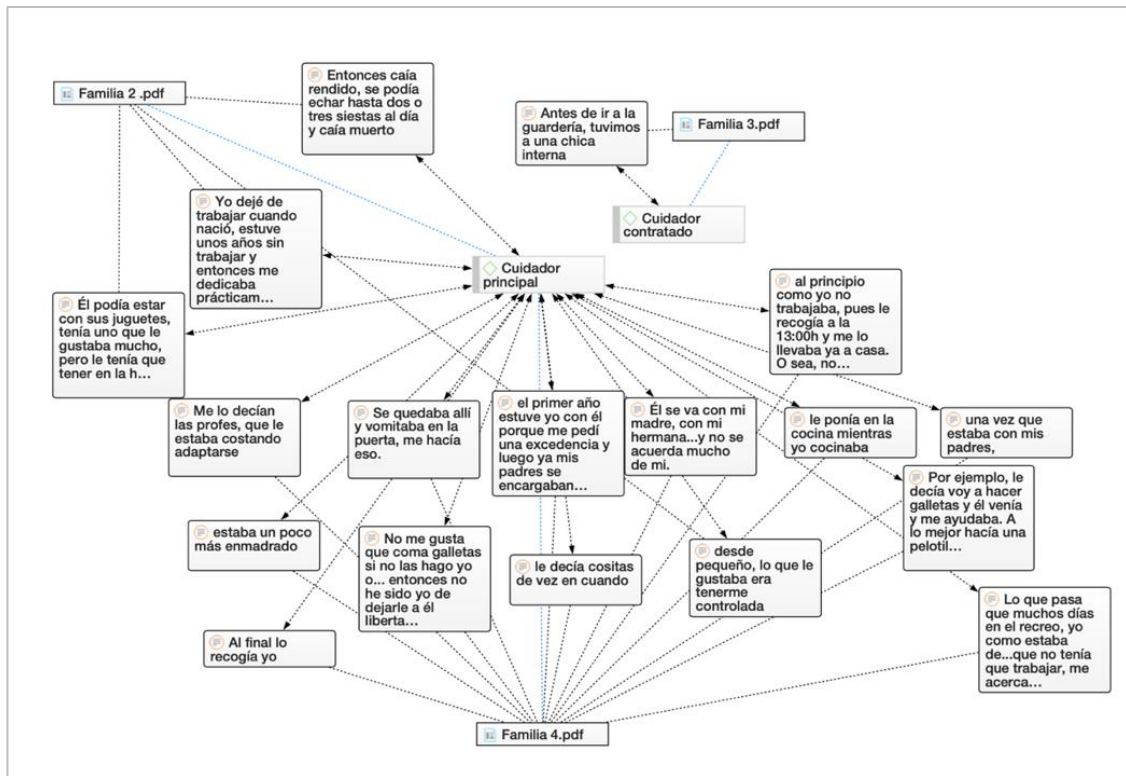 Familia 2 .pdf
Entonces caía
rendido, se podía
echar hasta dos o
tres siestas al día
y caía muerto
Antes de ir a la
guardería, tuvimos
a una chica
interna
Familia 3.pdf
Yo dejé de
trabajar cuando
nació, estuve
unos años sin
trabajar y
entonces me
dedicaba
prácticam…
Cuidador
contratado
Cuidador
principal
al principio
como yo no
trabajaba, pues le
recogía a la
13:00h y me lo
llevaba ya a casa.
O sea, no…
Él podía estar
con sus juguetes,
tenía uno que le
gustaba mucho,
pero le tenía que
tener en la h…
Me lo decían
las profes, que le
estaba costando
adaptarse
Se quedaba allí
y vomitaba en la
puerta, me hacía
eso.
el primer año
estuve yo con él
porque me pedí
una excedencia y
luego ya mis
padres se
encargaban…
Él se va con mi
madre, con mi
hermana...y no se
acuerda mucho
de mi.
le ponía en la
cocina mientras
yo cocinaba
una vez que
estaba con mis
padres,
Por ejemplo, le
decía voy a hacer
galletas y él venía
y me ayudaba. A
lo mejor hacía una
pelotil…
estaba un poco
más enmadrado
No me gusta
que coma galletas
si no las hago yo
o... entonces no
he sido yo de
dejarle a él
liberta…
le decía cositas
de vez en cuando
desde
pequeño, lo que le
gustaba era
tenerme
controlada
Lo que pasa
que muchos días
en el recreo, yo
como estaba
de...que no tenía
que trabajar, me
acerca…
Al final lo
recogía yo
Familia 4.pdf